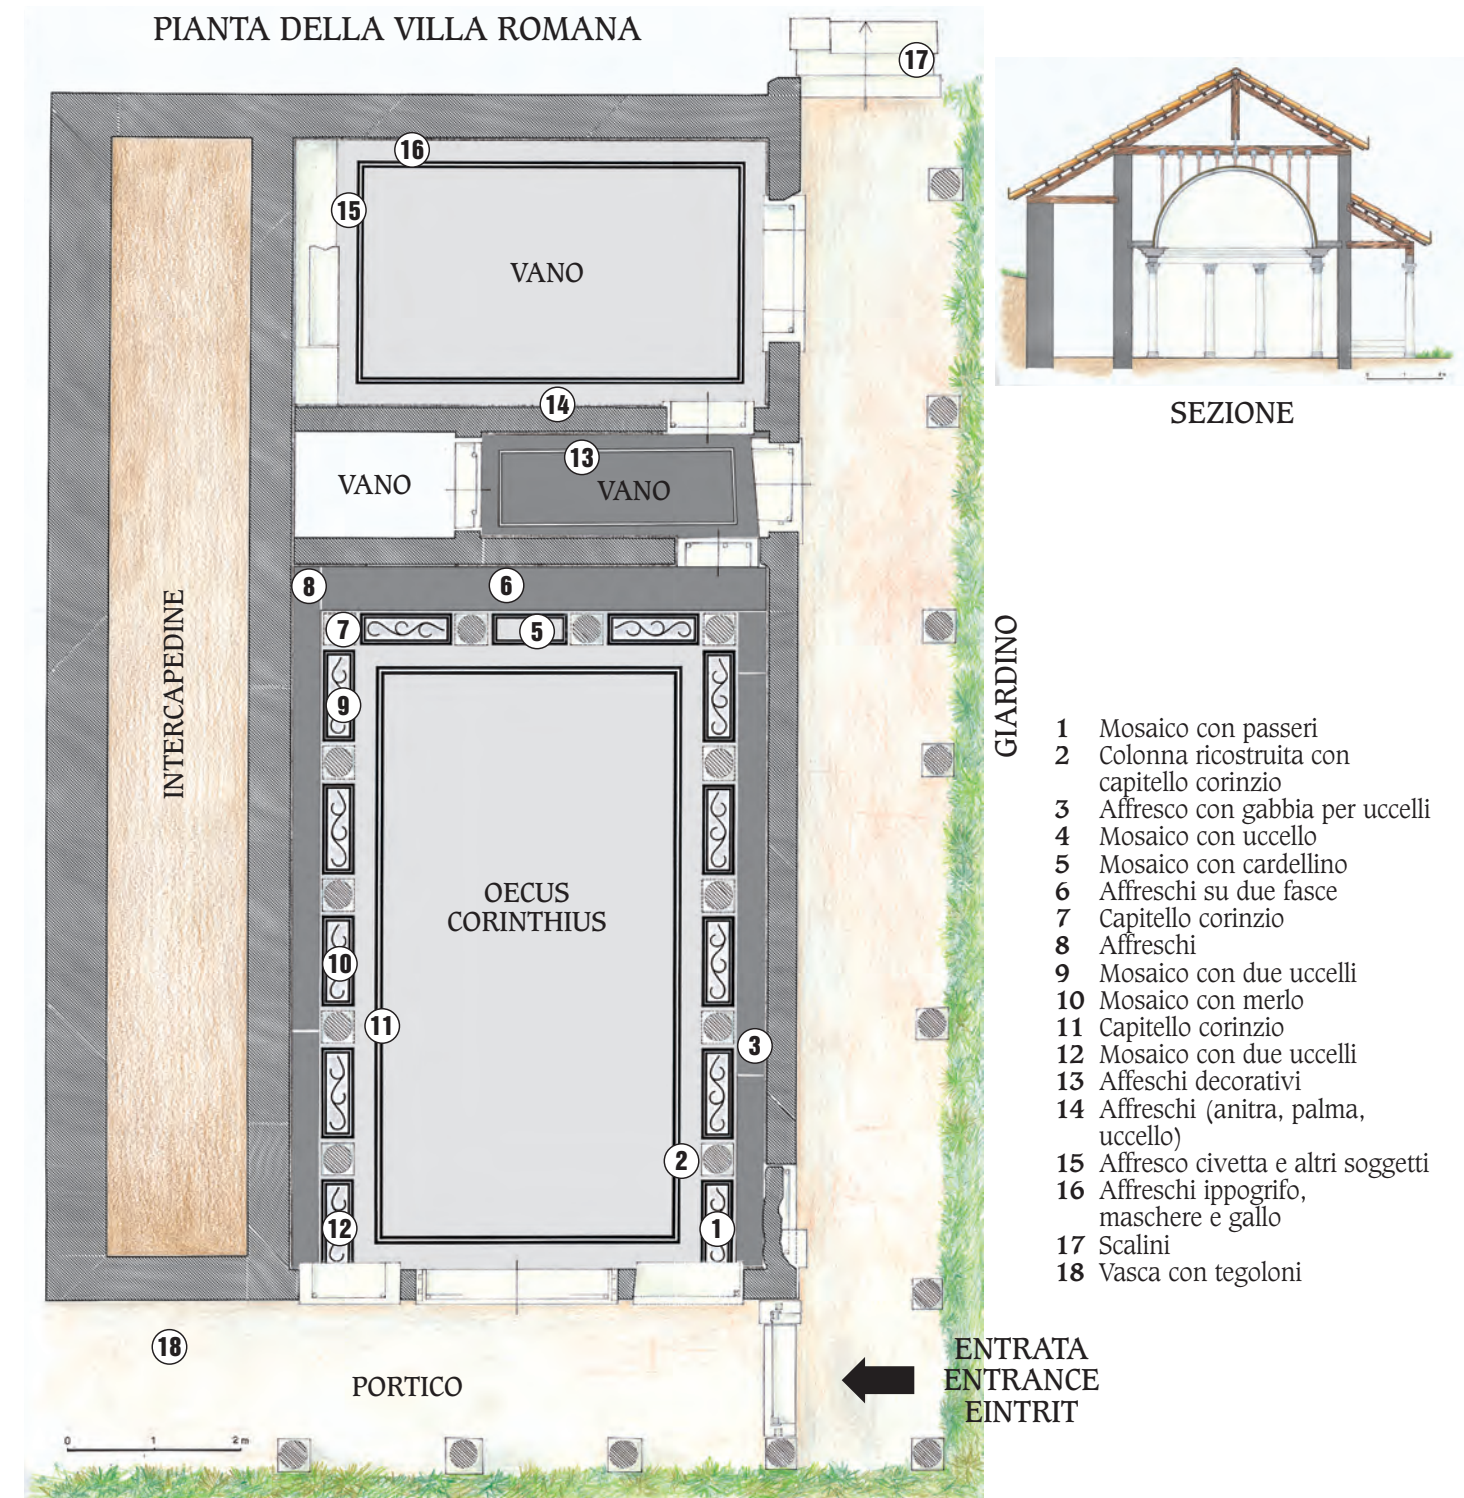 PIANTA DELLA VILLA ROMANA
17
16
15
VANO
14
SEZIONE
13
VANO
VANO
8
6
7
5
9
INTERCAPEDINE
GIARDINO
OECUS
CORINTHIUS
10
11
3
2
12
1
1 Mosaico con passeri
2 Colonna ricostruita con
capitello corinzio
3 Affresco con gabbia per uccelli
4 Mosaico con uccello
5 Mosaico con cardellino
6 Affreschi su due fasce
7 Capitello corinzio
8 Affreschi
9 Mosaico con due uccelli
10 Mosaico con merlo
11 Capitello corinzio
12 Mosaico con due uccelli
13 Affeschi decorativi
14 Affreschi (anitra, palma,
uccello)
15 Affresco civetta e altri soggetti
16 Affreschi ippogrifo,
maschere e gallo
17 Scalini
18 Vasca con tegoloni
18
PORTICO
ENTRATA
ENTRANCE
EINTRIT
0 1 2m